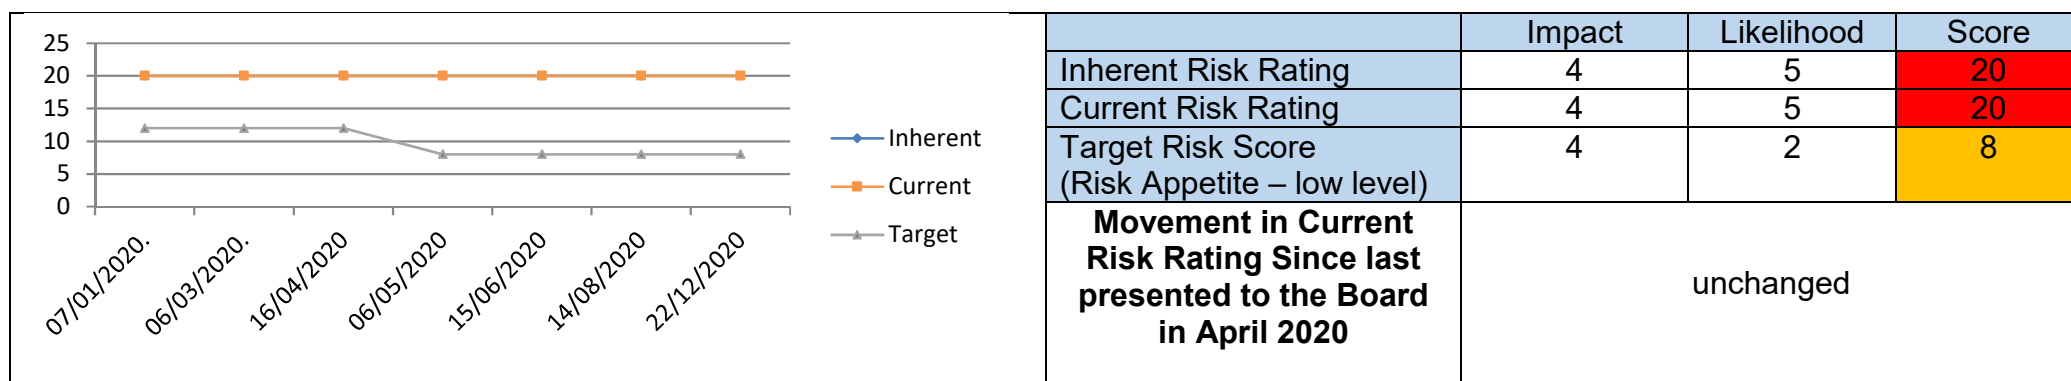 25
20
15
10
5
0
07/01/2020.
06/03/2020.
16/04/2020
06/05/2020
15/06/2020
14/08/2020
22/12/2020
Inherent
Current
Target
Impact Likelihood Score
Inherent Risk Rating 4 5 20
Current Risk Rating 4 5 20
Target Risk Score 4 2 8
(Risk Appetite – low level)
Movement in Current
Risk Rating Since last
presented to the Board
in April 2020
unchanged